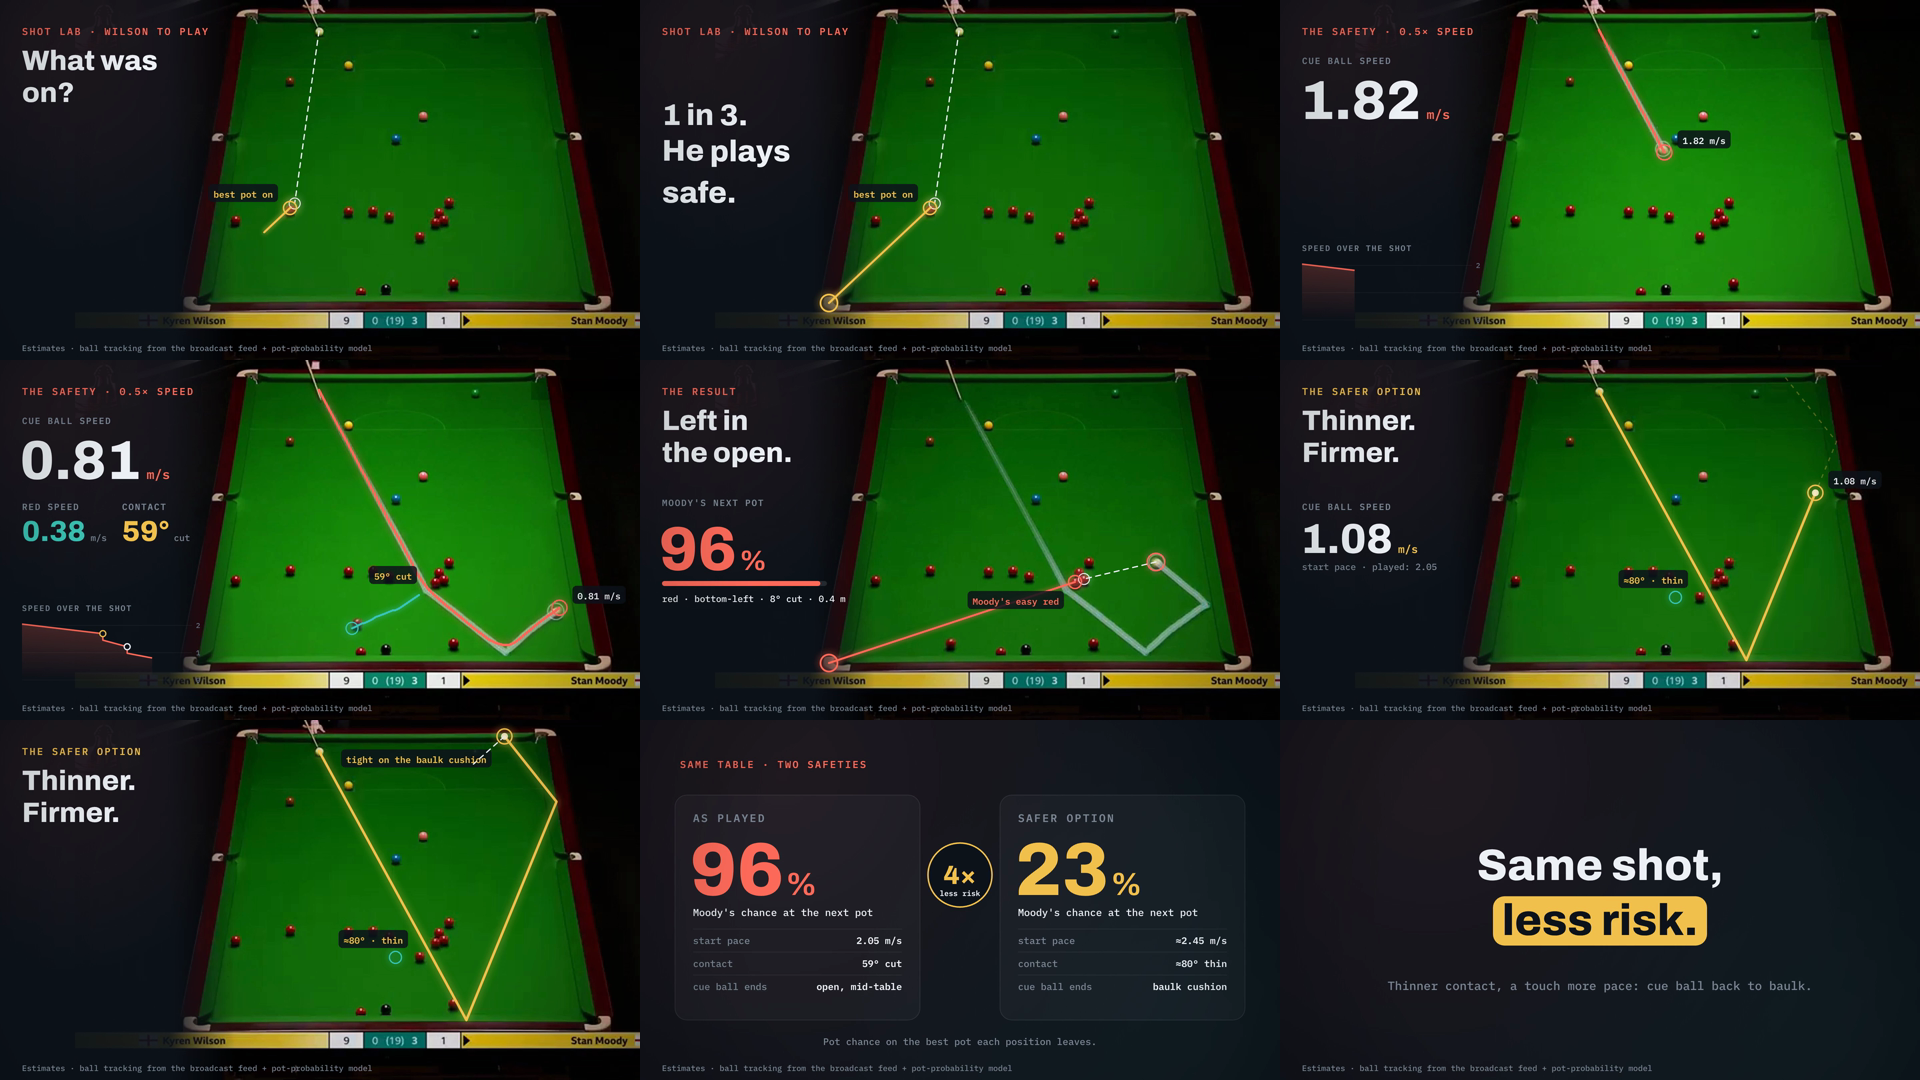 SHOT LAB · WILSON TO PLAY
What was
on?
best pot on
Kyren Wilson 9 0 (19) 3 1 Stan Moody
Estimates · ball tracking from the broadcast feed + pot-probability model
SHOT LAB · WILSON TO PLAY
1 in 3.
He plays
safe.
best pot on
Kyren Wilson 9 0 (19) 3 1 Stan Moody
Estimates · ball tracking from the broadcast feed + pot-probability model
THE SAFETY · 0.5× SPEED
CUE BALL SPEED
1.82 m/s
1.82 m/s
SPEED OVER THE SHOT
2
Kyren Wilson 9 0 (19) 3 1 Stan Moody
Estimates · ball tracking from the broadcast feed + pot-probability model
THE SAFETY · 0.5× SPEED
CUE BALL SPEED
0.81 m/s
RED SPEED CONTACT
0.38 m/s 59° cut
59° cut
0.81 m/s
SPEED OVER THE SHOT
2
Kyren Wilson 9 0 (19) 3 1 Stan Moody
Estimates · ball tracking from the broadcast feed + pot-probability model
THE RESULT
Left in
the open.
MOODY'S NEXT POT
96 %
red · bottom-left · 8° cut · 0.4 m
Moody's easy red
Kyren Wilson 9 0 (19) 3 1 Stan Moody
Estimates · ball tracking from the broadcast feed + pot-probability model
THE SAFER OPTION
Thinner.
Firmer.
CUE BALL SPEED
1.08 m/s
start pace · played: 2.05
1.08 m/s
≈80° · thin
Kyren Wilson 9 0 (19) 3 1 Stan Moody
Estimates · ball tracking from the broadcast feed + pot-probability model
THE SAFER OPTION
Thinner.
Firmer.
tight on the baulk cushion
≈80° · thin
Kyren Wilson 9 0 (19) 3 1 Stan Moody
Estimates · ball tracking from the broadcast feed + pot-probability model
SAME TABLE · TWO SAFETIES
AS PLAYED
96 %
Moody's chance at the next pot
start pace 2.05 m/s
contact 59° cut
cue ball ends open, mid-table
4×
less risk
SAFER OPTION
23 %
Moody's chance at the next pot
start pace ≈2.45 m/s
contact ≈80° thin
cue ball ends baulk cushion
Pot chance on the best pot each position leaves.
Estimates · ball tracking from the broadcast feed + pot-probability model
Same shot,
less risk.
Thinner contact, a touch more pace: cue ball back to baulk.
Estimates · ball tracking from the broadcast feed + pot-probability model